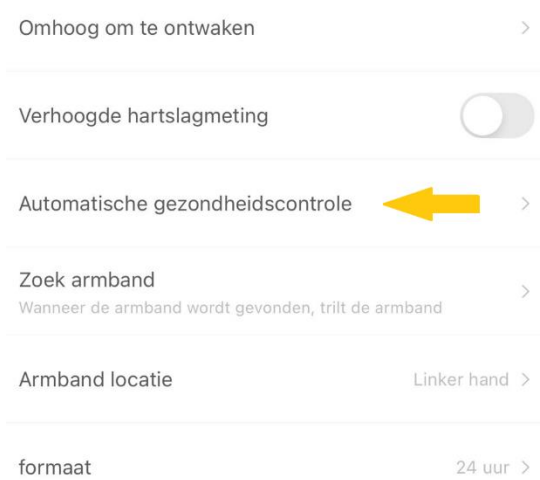 Omhoog om te ontwaken
Verhoogde hartslagmeting
Automatische gezondheidscontrole
Zoek armband
Wanneer de armband wordt gevonden, trilt de armband
Armband locatie Linker hand
formaat 24 uur